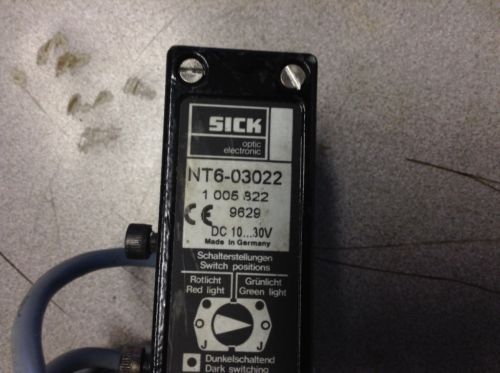 SICK
optic
electronic
NT6-03022
1 005 822
CE 9629
DC 10...30V
Made in Germany
Schalterstellungen
Switch positions
Rotlicht Grünlicht
Red light Green light
Dunkelschaltend
Dark switching